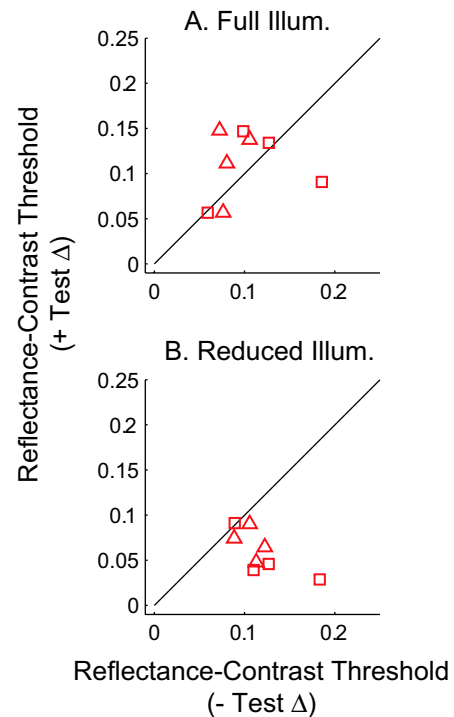 A. Full Illum.
0.25
0.2
0.15
0.1
0.05
0
0 0.1 0.2
Reflectance-Contrast Threshold
(+ Test Δ)
B. Reduced Illum.
0.25
0.2
0.15
0.1
0.05
0
0 0.1 0.2
Reflectance-Contrast Threshold
(- Test Δ)